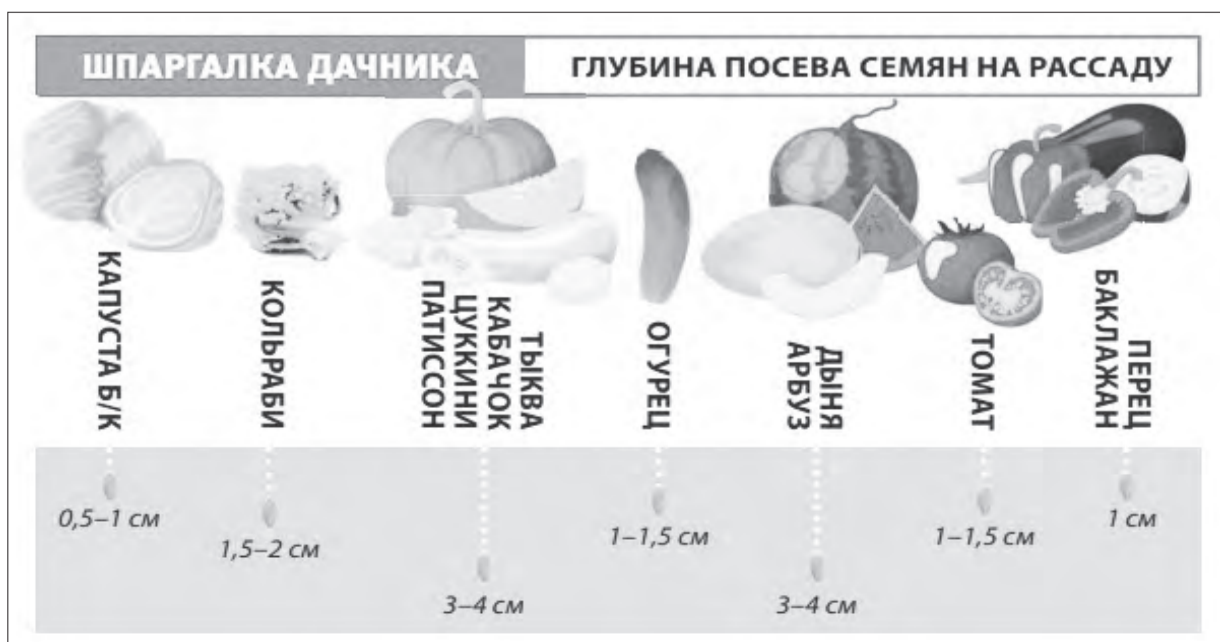 ШПАРГАЛКА ДАЧНИКА
ГЛУБИНА ПОСЕВА СЕМЯН НА РАССАДУ
КАПУСТА Б/К
0,5–1 см
КОЛЬРАБИ
1,5–2 см
ТЫКВА
КАБАЧОК
ЦУККИНИ
ПАТИССОН
3–4 см
ОГУРЕЦ
1–1,5 см
ДЫНЯ
АРБУЗ
3–4 см
ТОМАТ
1–1,5 см
ПЕРЕЦ
БАКЛАЖАН
1 см